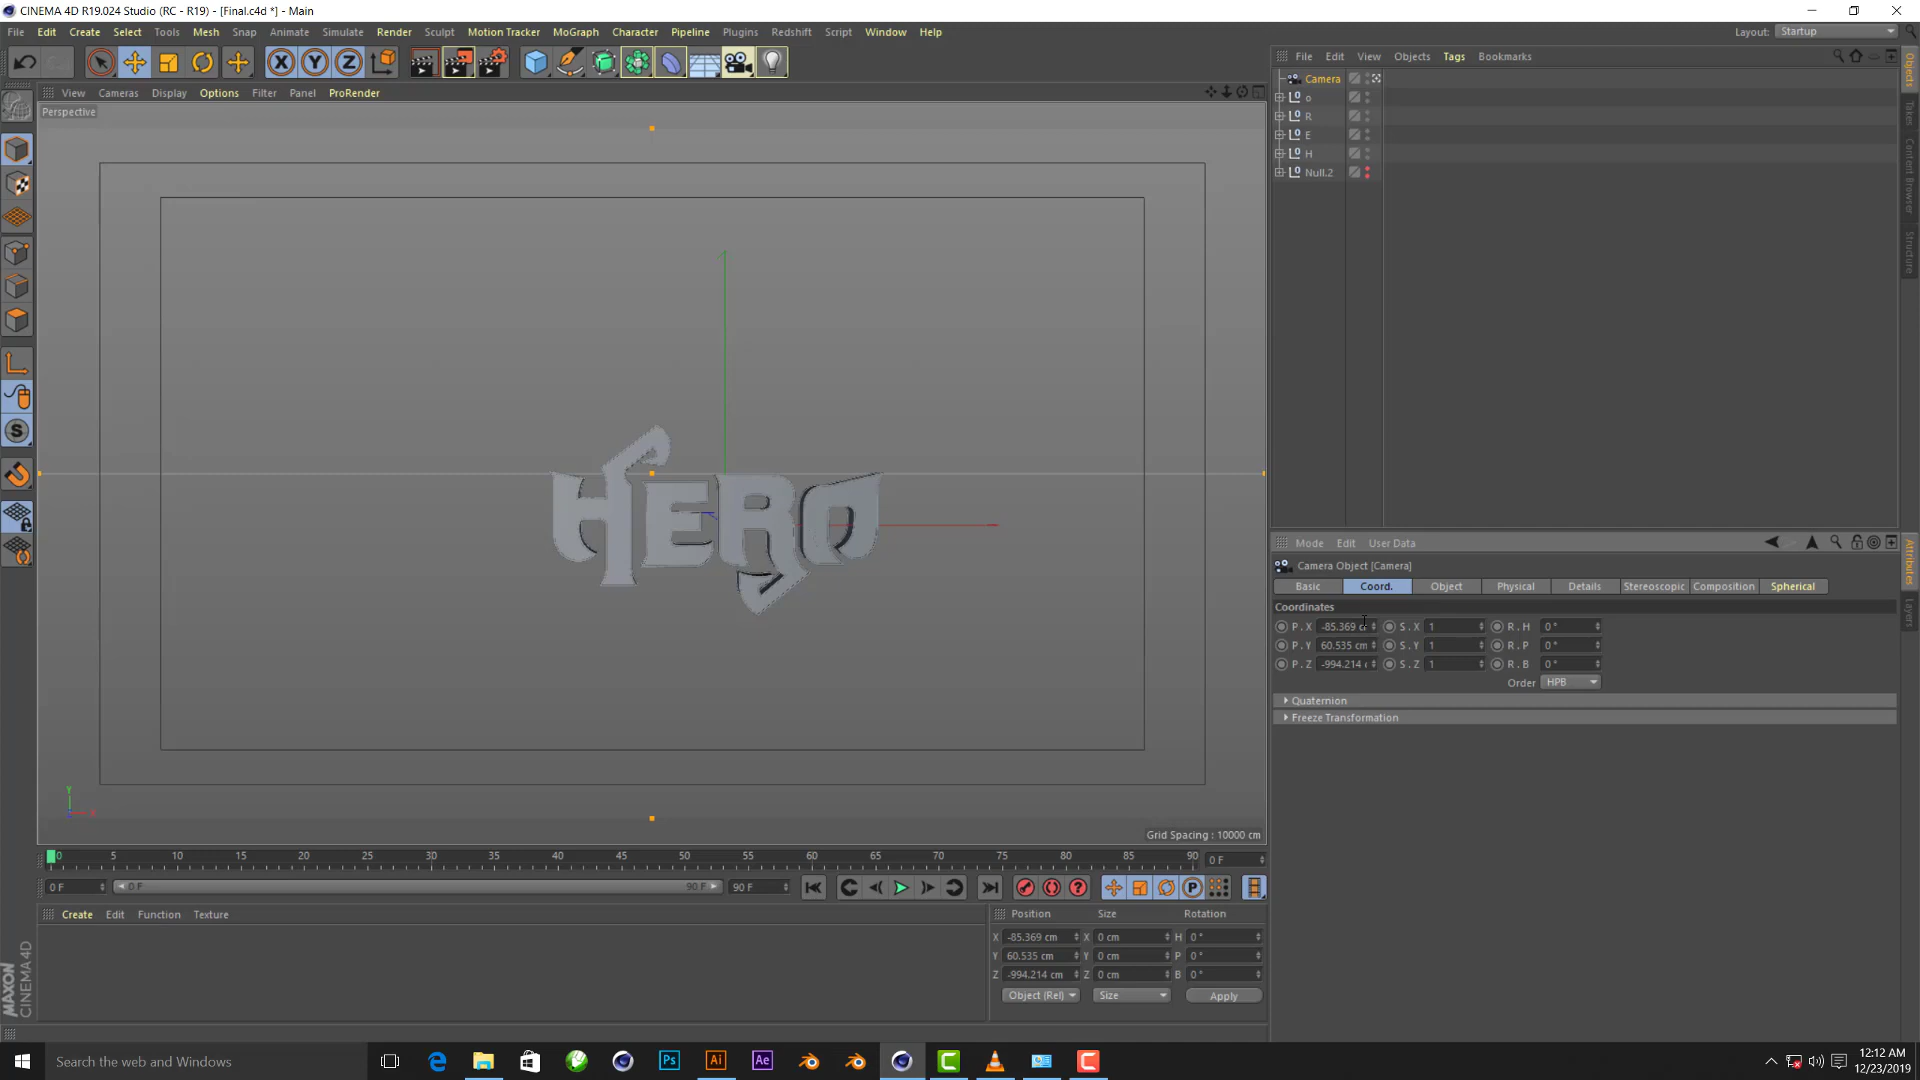 CINEMA 4D R19.024 Studio (RC - R19) - [Final.c4d *] - Main
File Edit Create Select Tools Mesh Snap Animate Simulate Render Sculpt Motion Tracker MoGraph Character Pipeline Plugins Redshift Script Window Help
Layout: Startup
View Cameras Display Options Filter Panel ProRender
Perspective
HERO
Grid Spacing : 10000 cm
File Edit View Objects Tags Bookmarks
Camera
o
R
E
H
Null.2
Objects
Takes
Content Browser
Structure
Mode Edit User Data
Camera Object [Camera]
Basic Coord. Object Physical Details Stereoscopic Composition Spherical
Coordinates
P . X -85.369 c S . X 1 R . H 0 °
P . Y 60.535 cm S . Y 1 R . P 0 °
P . Z -994.214 ( S . Z 1 R . B 0 °
Order HPB
Quaternion
Freeze Transformation
Attributes
Layers
0 5 10 15 20 25 30 35 40 45 50 55 60 65 70 75 80 85 90 0 F
0 F 0 F 90 F 90 F
Create Edit Function Texture
Position Size Rotation
X -85.369 cm X 0 cm H 0 °
Y 60.535 cm Y 0 cm P 0 °
Z -994.214 cm Z 0 cm B 0 °
Object (Rel) Size Apply
MAXON
CINEMA 4D
Search the web and Windows
12:12 AM
12/23/2019